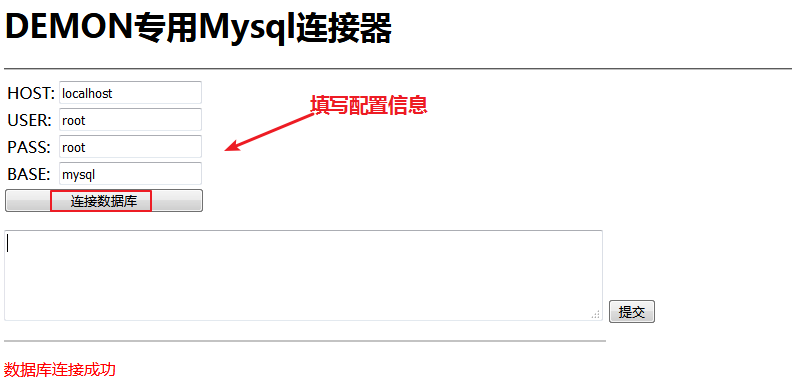 DEMON专用Mysql连接器
HOST: localhost
填写配置信息
USER: root
PASS: root
BASE: mysql
连接数据库
提交
数据库连接成功